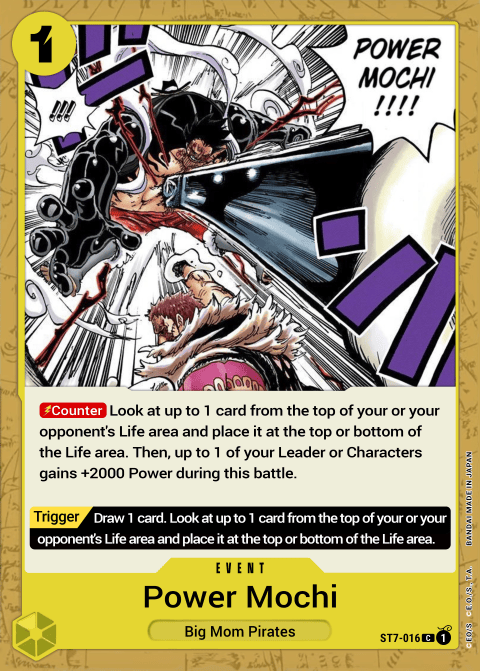 1
POWER
MOCHI
!!!!
!!!
Counter Look at up to 1 card from the top of your or your
opponent's Life area and place it at the top or bottom of
the Life area. Then, up to 1 of your Leader or Characters
gains +2000 Power during this battle.
Trigger Draw 1 card. Look at up to 1 card from the top of your or your
opponent's Life area and place it at the top or bottom of the Life area.
EVENT
Power Mochi
Big Mom Pirates
ST7-016 C 1
©E.O/S. ©E.O./S.,T.A. BANDAI MADE IN JAPAN